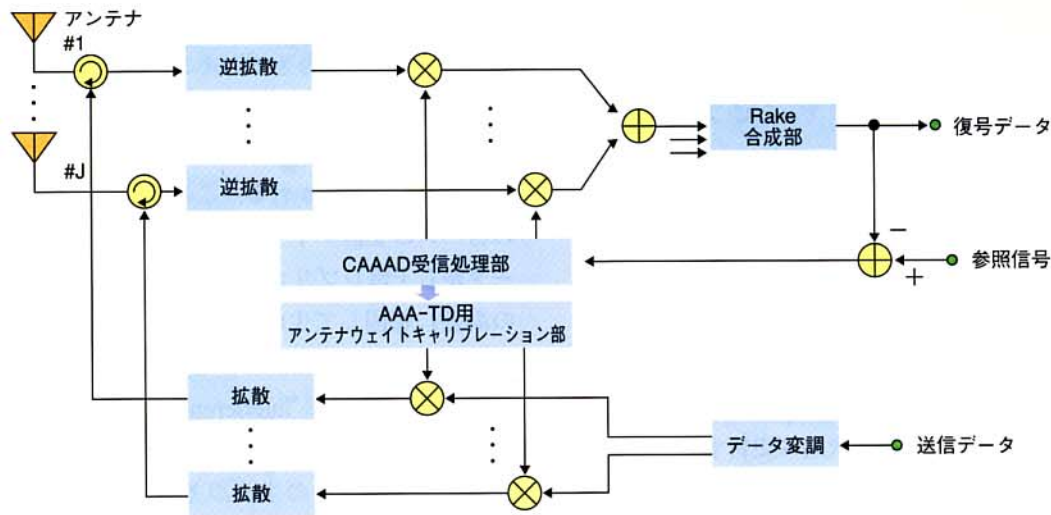 アンテナ
#1
逆拡散
Rake
合成部
復号データ
#J
逆拡散
−
CAAAD受信処理部
参照信号
+
AAA-TD用
アンテナウェイトキャリブレーション部
拡散
データ変調
送信データ
拡散